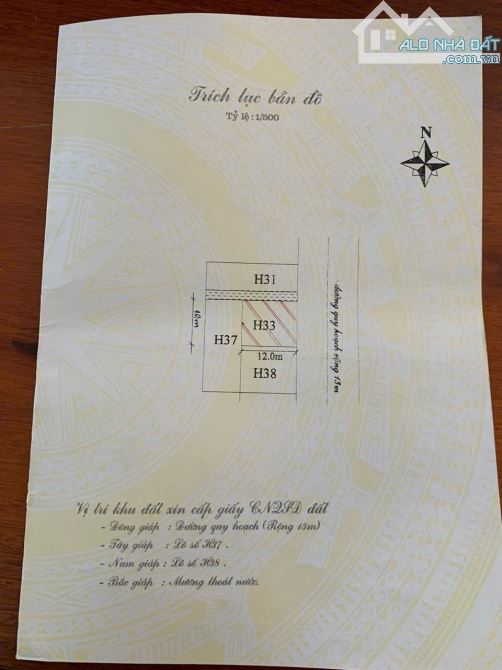 ALO NHÀ ĐẤT
.com.vn
Trích lục bản đồ
Tỷ lệ : 1/500
N
H31
H33
H37
10m
12.0m
H38
đường quy hoạch rộng 13m
Vị trí khu đất xin cấp giấy CNQSD đất
- Đông giáp : Đường quy hoạch (Rộng 13m)
- Tây giáp : Lô số H37 .
- Nam giáp : Lô số H38 .
- Bắc giáp : Mương thoát nước.